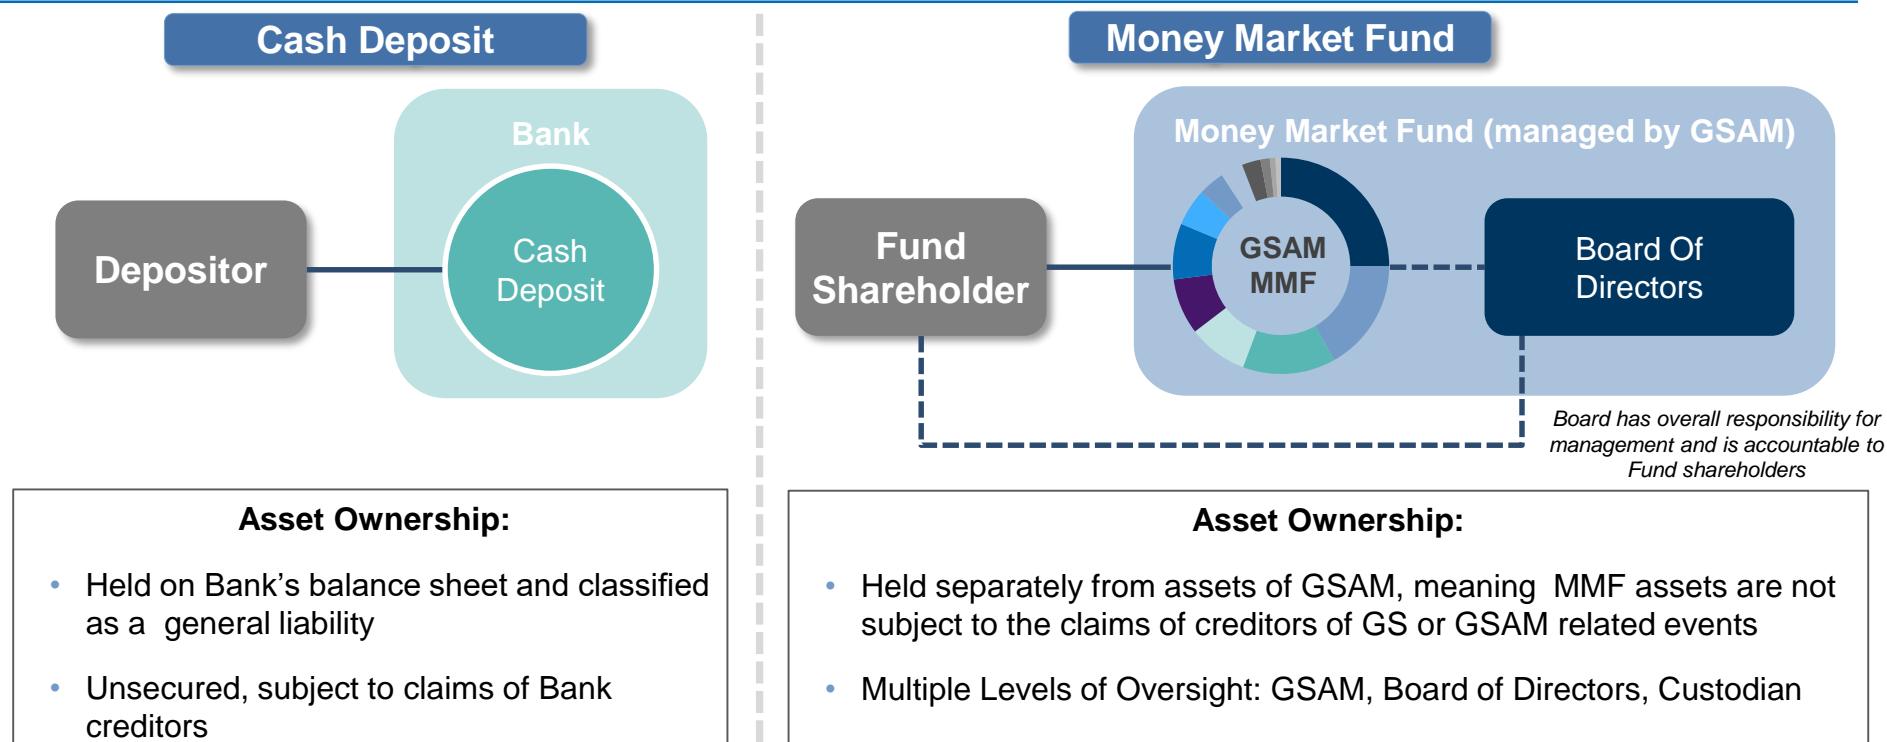 Cash Deposit
Bank
Depositor
Cash
Deposit
Asset Ownership:
• Held on Bank's balance sheet and classified
as a general liability
• Unsecured, subject to claims of Bank
creditors
Money Market Fund
Money Market Fund (managed by GSAM)
Fund
Shareholder
GSAM
MMF
Board Of
Directors
Board has overall responsibility for
management and is accountable to
Fund shareholders
Asset Ownership:
• Held separately from assets of GSAM, meaning MMF assets are not
subject to the claims of creditors of GS or GSAM related events
• Multiple Levels of Oversight: GSAM, Board of Directors, Custodian